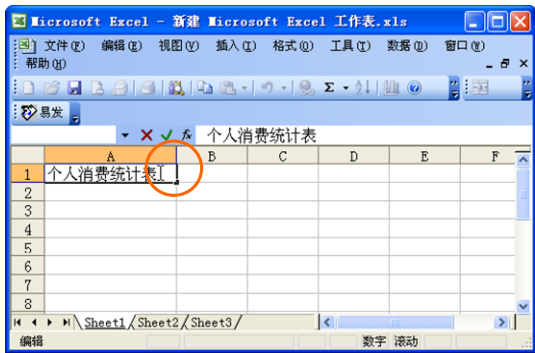 Microsoft Excel - 新建 Microsoft Excel 工作表.xls
文件(F) 编辑(E) 视图(V) 插入(I) 格式(O) 工具(T) 数据(D) 窗口(W)
帮助(H)
易发
个人消费统计表
A B C D E F
1 个人消费统计表
2
3
4
5
6
7
8
Sheet1 Sheet2 Sheet3
编辑 数字 滚动